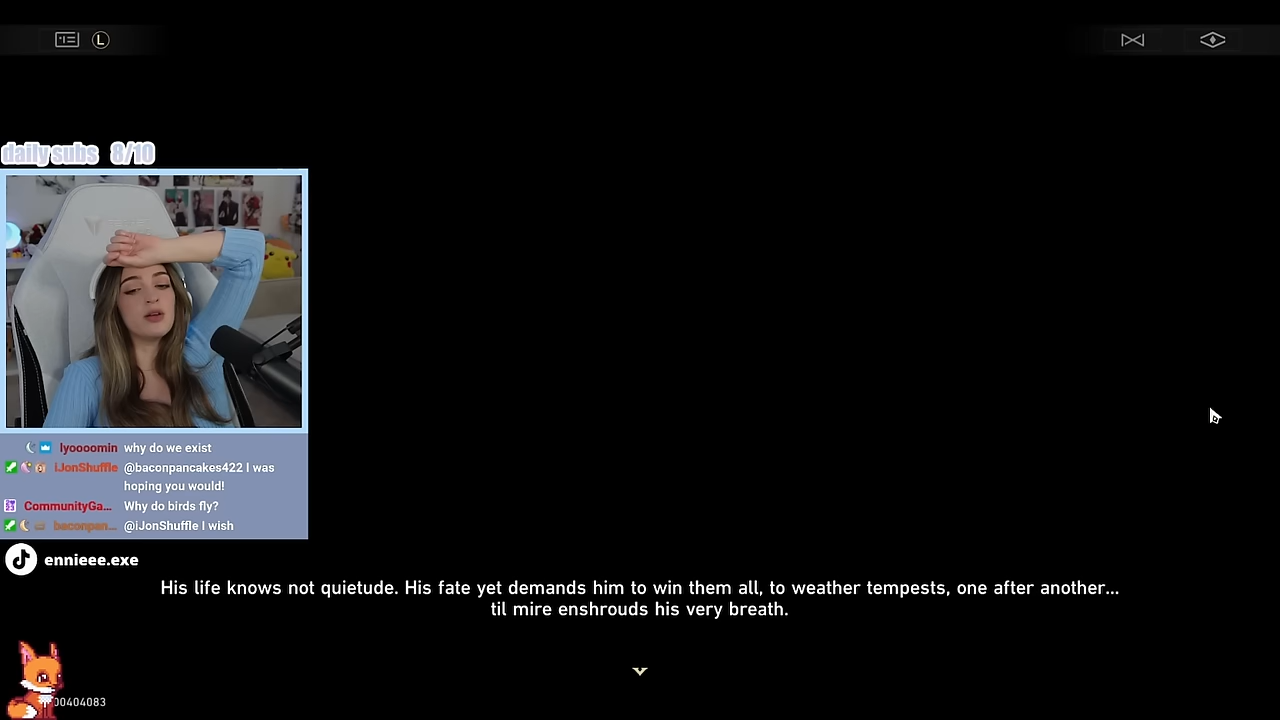 L
daily subs 8/10
lyoooomin why do we exist
iJonShuffle @baconpancakes422 I was
hoping you would!
CommunityGa... Why do birds fly?
baconpan... @iJonShuffle I wish
ennieee.exe
His life knows not quietude. His fate yet demands him to win them all, to weather tempests, one after another...
til mire enshrouds his very breath.
00404083